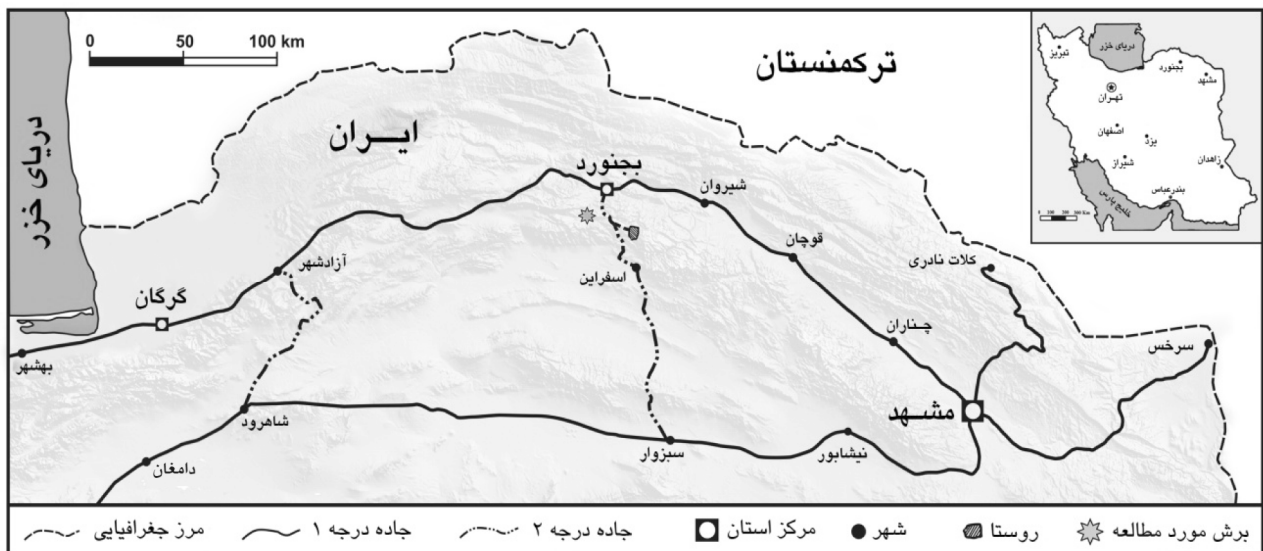 0 50 100 km
ترکمنستان
ایـــران
دریای خزر
بجنورد
شیروان
قوچان
کلات نادری
چناران
سرخس
مشـهد
اسفراین
آزادشهر
گرگان
بهشهر
شاهرود
دامغان
سبزوار
نیشابور
دریای خزر
تبریز
بجنورد
مشهد
تهران
اصفهان
یزد
شیراز
زاهدان
بندرعباس
خلیج پارس
برش مورد مطالعه
روستا
شهر
مرکز استان
جاده درجه ۲
جاده درجه ۱
مرز جغرافیایی